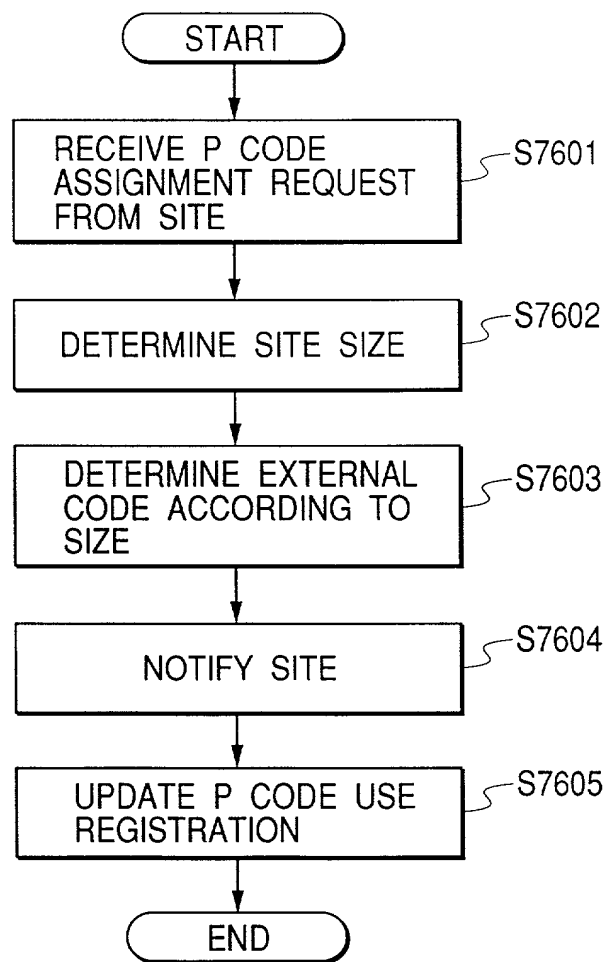 START
RECEIVE P CODE
ASSIGNMENT REQUEST
FROM SITE
S7601
DETERMINE SITE SIZE
S7602
DETERMINE EXTERNAL
CODE ACCORDING TO
SIZE
S7603
NOTIFY SITE
S7604
UPDATE P CODE USE
REGISTRATION
S7605
END